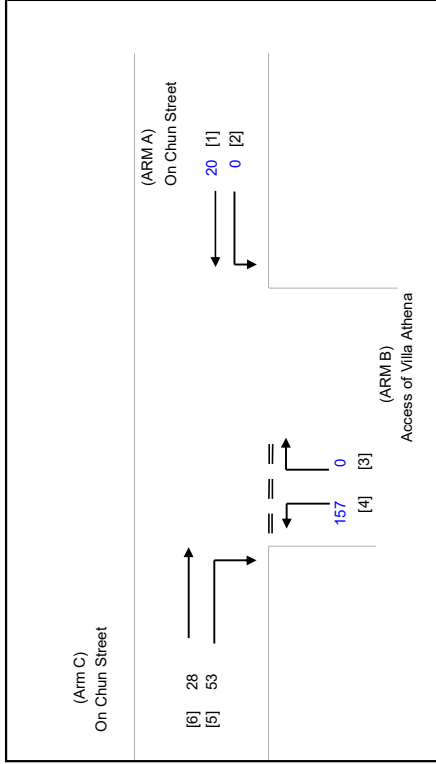 (Arm C)
On Chun Street
[6] 28
[5] 53
(ARM A)
On Chun Street
20 [1]
0 [2]
157
[4]
0
[3]
(ARM B)
Access of Villa Athena